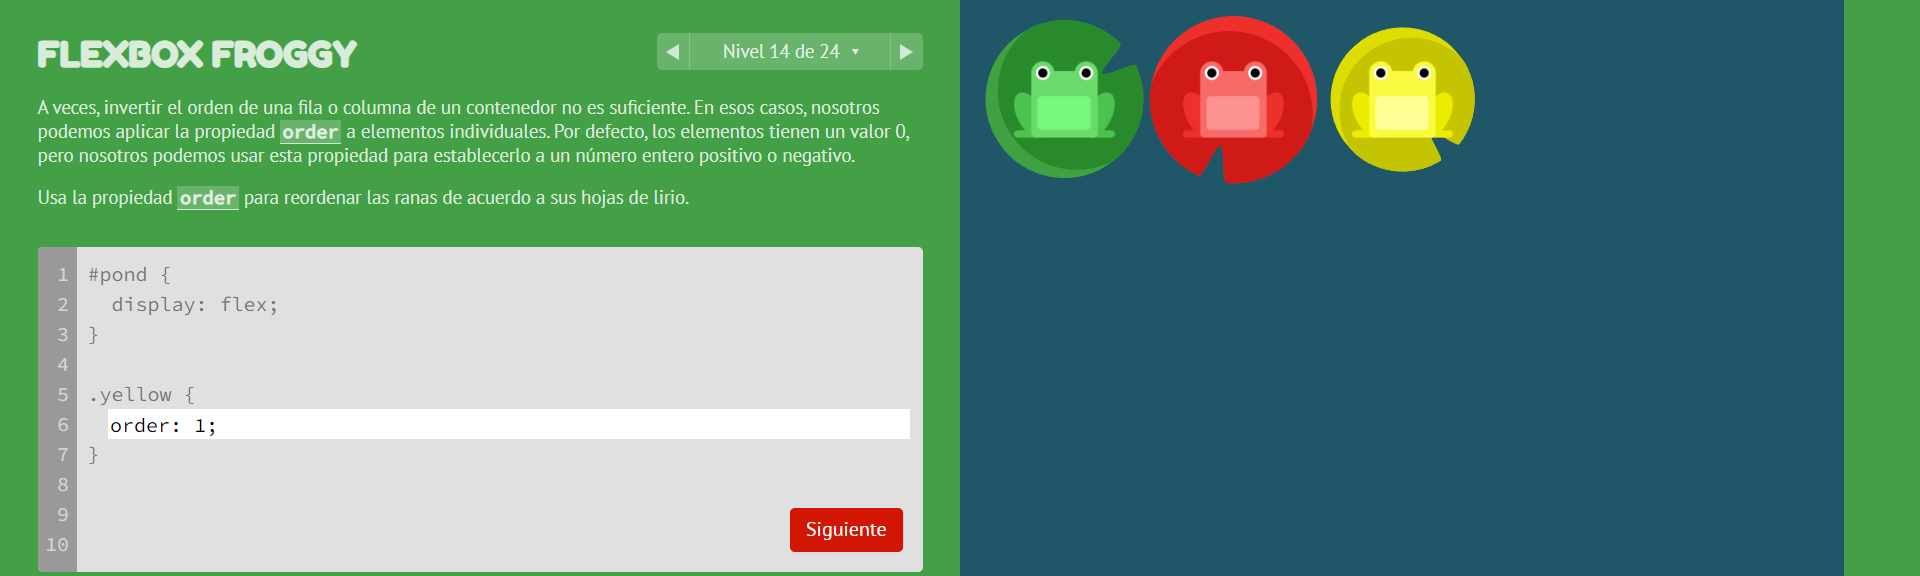 FLEXBOX FROGGY
Nivel 14 de 24
A veces, invertir el orden de una fila o columna de un contenedor no es suficiente. En esos casos, nosotros
podemos aplicar la propiedad order a elementos individuales. Por defecto, los elementos tienen un valor 0,
pero nosotros podemos usar esta propiedad para establecerlo a un número entero positivo o negativo.
Usa la propiedad order para reordenar las ranas de acuerdo a sus hojas de lirio.
1 #pond {
2 display: flex;
3 }
4
5 .yellow {
6 order: 1;
7 }
8
9
10
Siguiente